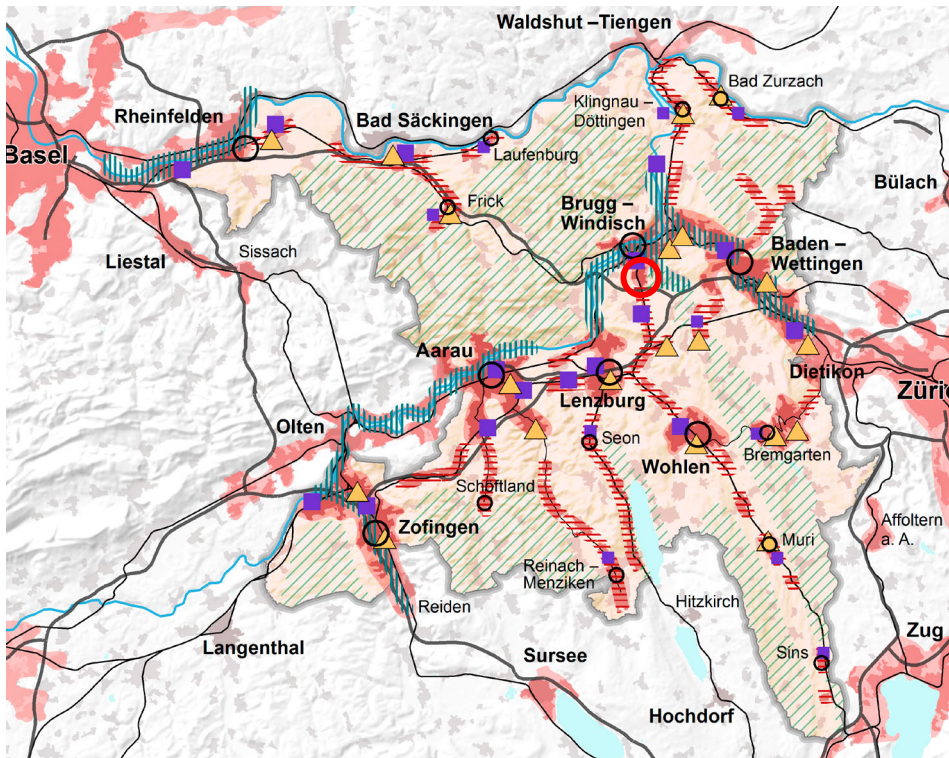 Waldshut –Tiengen
Bad Zurzach
Rheinfelden
Klingnau –
Döttingen
Bad Säckingen
Basel
Laufenburg
Bülach
Frick
Brugg –
Windisch
Sissach
Baden –
Wettingen
Liestal
Aarau
Dietikon
Züric
Lenzburg
Olten
Seon
Wohlen
Bremgarten
Schöftland
Zofingen
Affoltern
a. A.
Muri
Reinach –
Menziken
Reiden
Hitzkirch
Langenthal
Zug
Sursee
Sins
Hochdorf